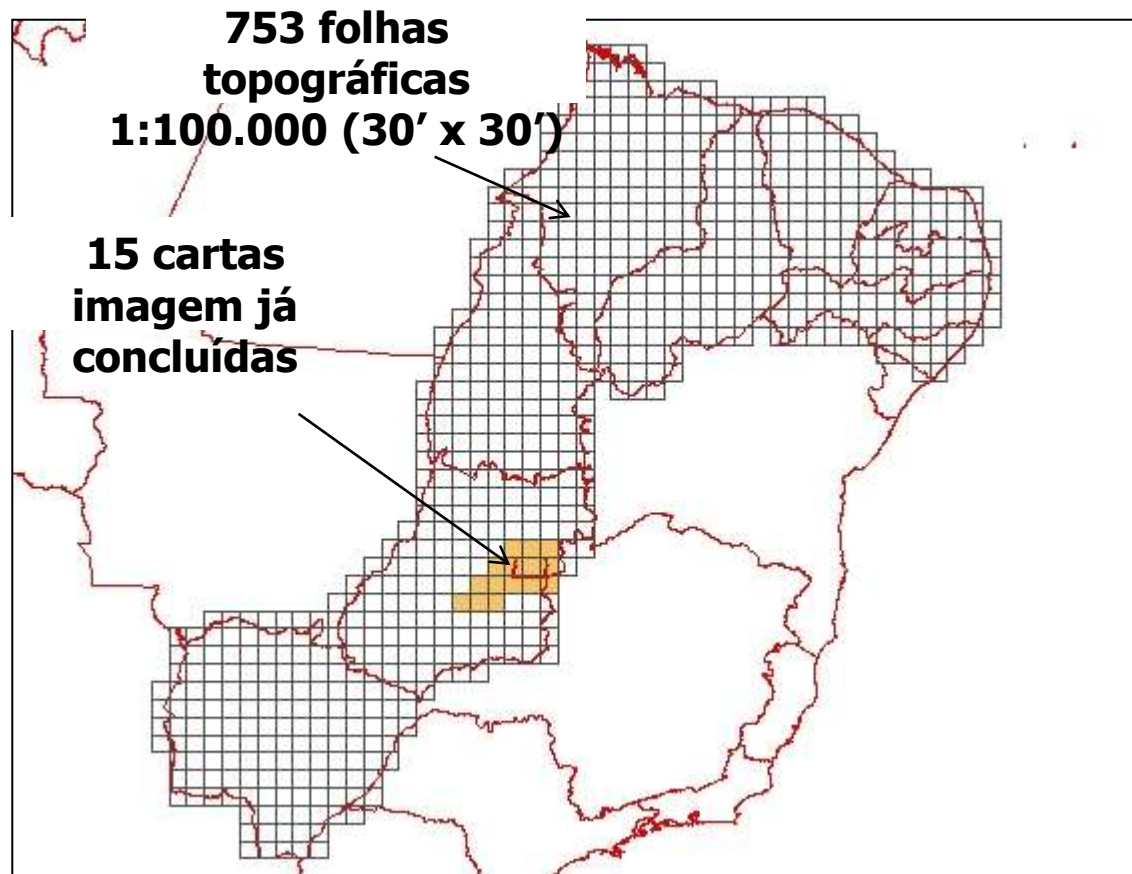 753 folhas
topográficas
1:100.000 (30′ x 30′)
15 cartas
imagem já
concluídas